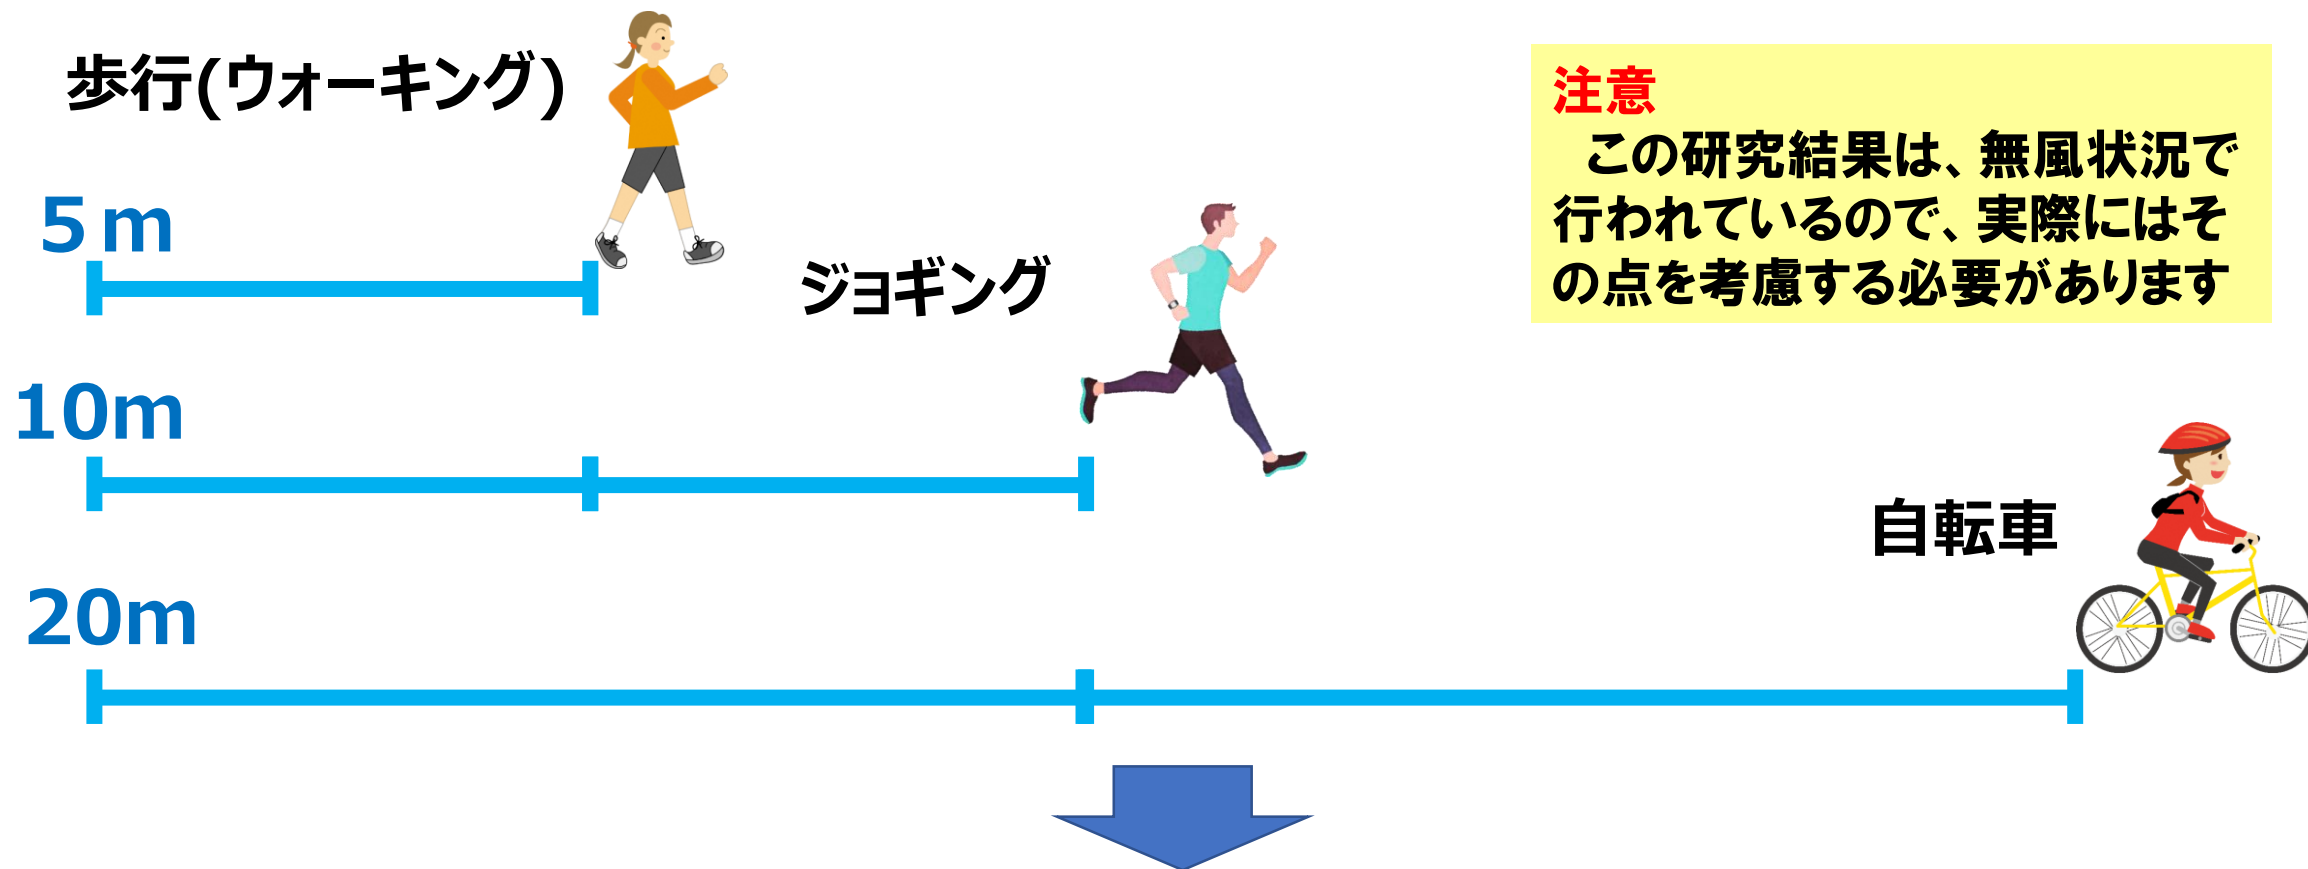 歩行(ウォーキング)
5m
ジョギング
10m
自転車
20m
注意
この研究結果は、無風状況で
行われているので、実際にはそ
の点を考慮する必要があります